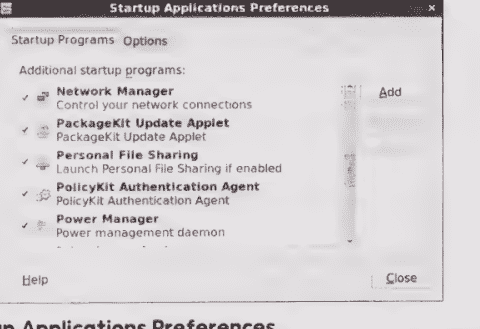 Startup Applications Preferences
Startup Programs Options
Additional startup programs:
Network Manager
Control your network connections
Add
PackageKit Update Applet
PackageKit Update Applet
Personal File Sharing
Launch Personal File Sharing if enabled
PolicyKit Authentication Agent
PolicyKit Authentication Agent
Power Manager
Power management daemon
Help
Close
Applications Preferences